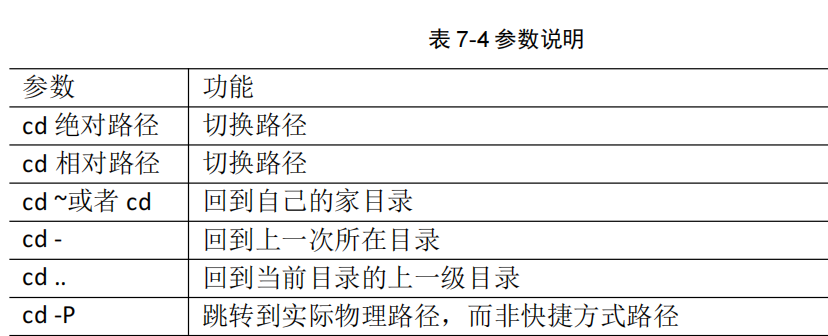 表 7-4 参数说明
参数 功能
cd 绝对路径 切换路径
cd 相对路径 切换路径
cd ~或者 cd 回到自己的家目录
cd - 回到上一次所在目录
cd .. 回到当前目录的上一级目录
cd -P 跳转到实际物理路径，而非快捷方式路径